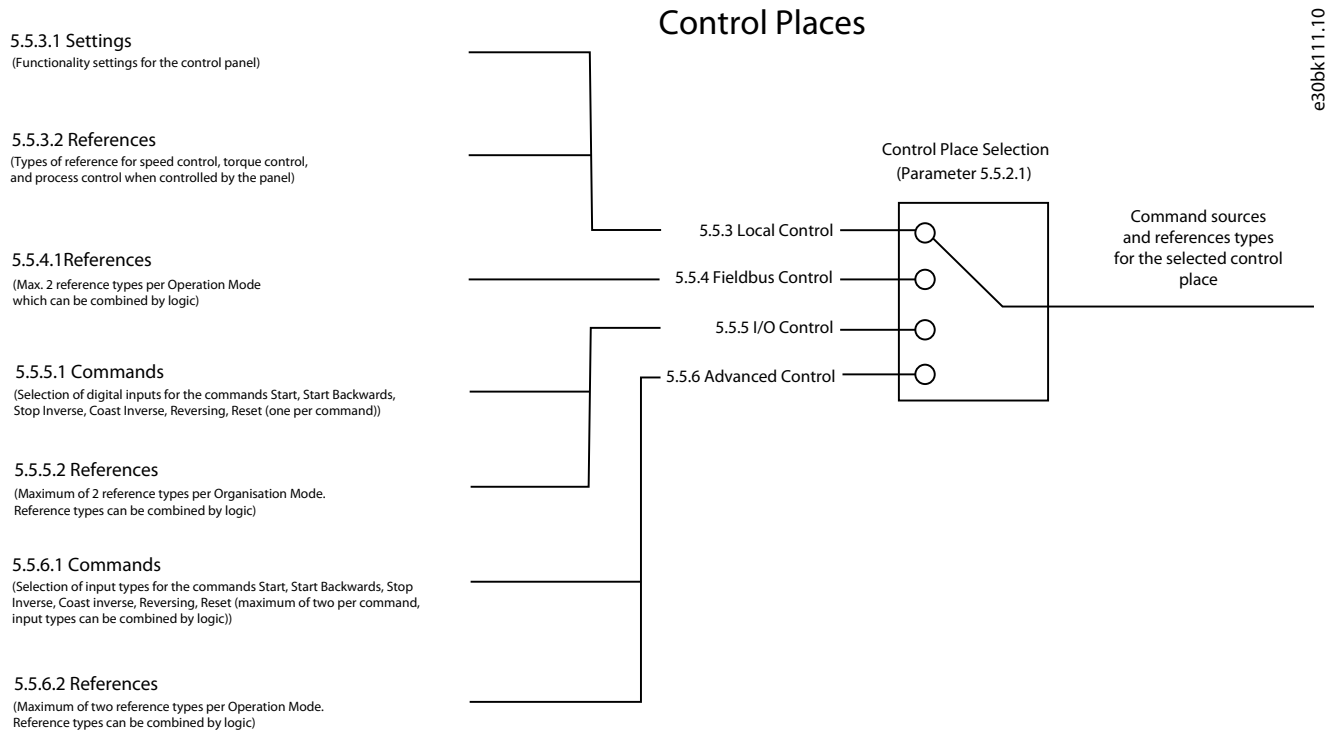 Control Places
e30bk111.10
5.5.3.1 Settings
(Functionality settings for the control panel)
5.5.3.2 References
(Types of reference for speed control, torque control,
and process control when controlled by the panel)
5.5.4.1References
(Max. 2 reference types per Operation Mode
which can be combined by logic)
5.5.5.1 Commands
(Selection of digital inputs for the commands Start, Start Backwards,
Stop Inverse, Coast Inverse, Reversing, Reset (one per command))
5.5.5.2 References
(Maximum of 2 reference types per Organisation Mode.
Reference types can be combined by logic)
5.5.6.1 Commands
(Selection of input types for the commands Start, Start Backwards, Stop
Inverse, Coast inverse, Reversing, Reset (maximum of two per command,
input types can be combined by logic))
5.5.6.2 References
(Maximum of two reference types per Operation Mode.
Reference types can be combined by logic)
5.5.3 Local Control
5.5.4 Fieldbus Control
5.5.5 I/O Control
5.5.6 Advanced Control
Control Place Selection
(Parameter 5.5.2.1)
Command sources
and references types
for the selected control
place